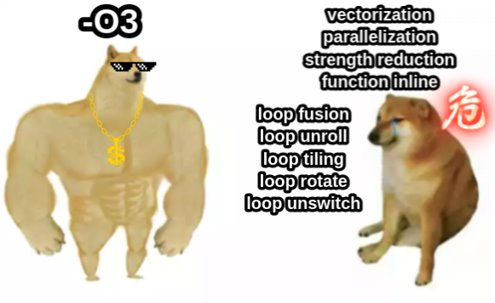 -O3
vectorization
parallelization
strength reduction
function inline
危
loop fusion
loop unroll
loop tiling
loop rotate
loop unswitch